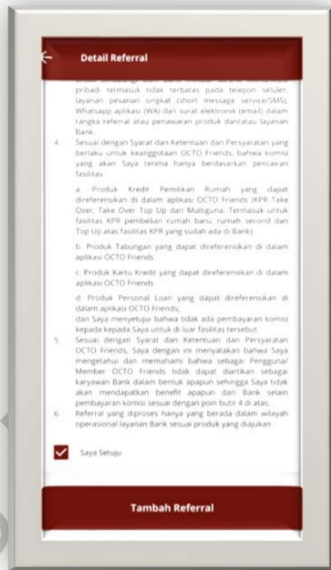 Detail Referral
pribadi termasuk tidak terbatas pada telepon seluler,
layanan pesanan singkat (short message service/SMS),
Whatsapp aplikasi (WA) dan surat elektronik (email) dalam
rangka referral atau penawaran produk dan/atau layanan
Bank.
4. Sesuai dengan Syarat dan Ketentuan dan Persyaratan yang
berlaku untuk keanggotaan OCTO Friends, bahwa komisi
yang akan Saya terima hanya berdasarkan pencairan
fasilitas
a. Produk Kredit Pemilikan Rumah yang dapat
direferensikan di dalam aplikasi OCTO Friends (KPR Take
Over, Take Over Top Up dan Multiguna. Termasuk untuk
fasilitas KPR pembelian rumah baru, rumah second dan
Top Up atas fasilitas KPR yang sudah ada di Bank)
b. Produk Tabungan yang dapat direferensikan di dalam
aplikasi OCTO Friends
c. Produk Kartu Kredit yang dapat direferensikan di dalam
aplikasi OCTO Friends
d. Produk Personal Loan yang dapat direferensikan di
dalam aplikasi OCTO Friends;
dan Saya menyetujui bahwa tidak ada pembayaran komisi
kepada kepada Saya untuk di luar fasilitas tersebut.
5. Sesuai dengan Syarat dan Ketentuan dan Persyaratan
OCTO Friends, Saya dengan ini menyatakan bahwa Saya
mengetahui dan memahami bahwa sebagai Pengguna/
Member OCTO Friends tidak dapat diartikan sebagai
karyawan Bank dalam bentuk apapun sehingga Saya tidak
akan mendapatkan benefit apapun dari Bank selain
pembayaran komisi sesuai dengan poin butir 4 di atas.
6. Referral yang diproses hanya yang berada dalam wilayah
operasional layanan Bank sesuai produk yang diajukan
Saya Setuju
Tambah Referral